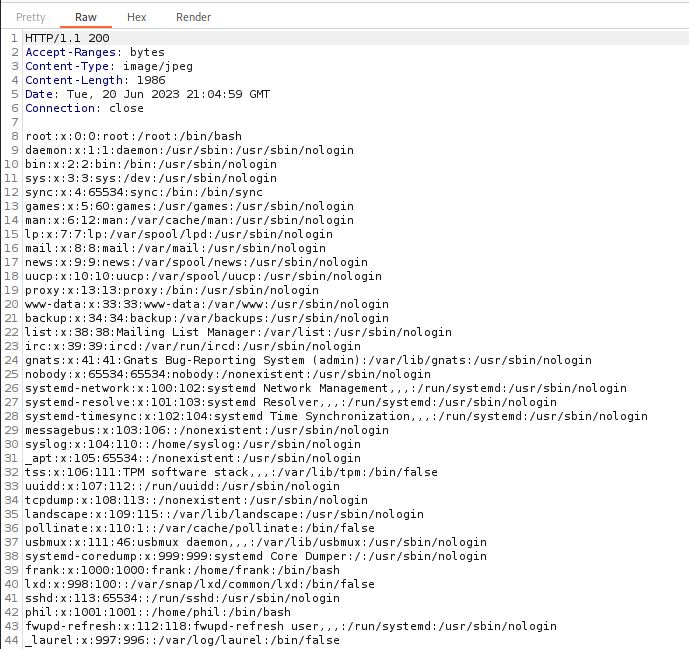 Pretty Raw Hex Render
1 HTTP/1.1 200
2 Accept-Ranges: bytes
3 Content-Type: image/jpeg
4 Content-Length: 1986
5 Date: Tue, 20 Jun 2023 21:04:59 GMT
6 Connection: close
7
8 root:x:0:0:root:/root:/bin/bash
9 daemon:x:1:1:daemon:/usr/sbin:/usr/sbin/nologin
10 bin:x:2:2:bin:/bin:/usr/sbin/nologin
11 sys:x:3:3:sys:/dev:/usr/sbin/nologin
12 sync:x:4:65534:sync:/bin:/bin/sync
13 games:x:5:60:games:/usr/games:/usr/sbin/nologin
14 man:x:6:12:man:/var/cache/man:/usr/sbin/nologin
15 lp:x:7:7:lp:/var/spool/lpd:/usr/sbin/nologin
16 mail:x:8:8:mail:/var/mail:/usr/sbin/nologin
17 news:x:9:9:news:/var/spool/news:/usr/sbin/nologin
18 uucp:x:10:10:uucp:/var/spool/uucp:/usr/sbin/nologin
19 proxy:x:13:13:proxy:/bin:/usr/sbin/nologin
20 www-data:x:33:33:www-data:/var/www:/usr/sbin/nologin
21 backup:x:34:34:backup:/var/backups:/usr/sbin/nologin
22 list:x:38:38:Mailing List Manager:/var/list:/usr/sbin/nologin
23 irc:x:39:39:ircd:/var/run/ircd:/usr/sbin/nologin
24 gnats:x:41:41:Gnats Bug-Reporting System (admin):/var/lib/gnats:/usr/sbin/nologin
25 nobody:x:65534:65534:nobody:/nonexistent:/usr/sbin/nologin
26 systemd-network:x:100:102:systemd Network Management,,,:/run/systemd:/usr/sbin/nologin
27 systemd-resolve:x:101:103:systemd Resolver,,,:/run/systemd:/usr/sbin/nologin
28 systemd-timesync:x:102:104:systemd Time Synchronization,,,:/run/systemd:/usr/sbin/nologin
29 messagebus:x:103:106::/nonexistent:/usr/sbin/nologin
30 syslog:x:104:110::/home/syslog:/usr/sbin/nologin
31 _apt:x:105:65534::/nonexistent:/usr/sbin/nologin
32 tss:x:106:111:TPM software stack,,,:/var/lib/tpm:/bin/false
33 uuidd:x:107:112::/run/uuidd:/usr/sbin/nologin
34 tcpdump:x:108:113::/nonexistent:/usr/sbin/nologin
35 landscape:x:109:115::/var/lib/landscape:/usr/sbin/nologin
36 pollinate:x:110:1::/var/cache/pollinate:/bin/false
37 usbmux:x:111:46:usbmux daemon,,,:/var/lib/usbmux:/usr/sbin/nologin
38 systemd-coredump:x:999:999:systemd Core Dumper:/:/usr/sbin/nologin
39 frank:x:1000:1000:frank:/home/frank:/bin/bash
40 lxd:x:998:100::/var/snap/lxd/common/lxd:/bin/false
41 sshd:x:113:65534::/run/sshd:/usr/sbin/nologin
42 phil:x:1001:1001::/home/phil:/bin/bash
43 fwupd-refresh:x:112:118:fwupd-refresh user,,,:/run/systemd:/usr/sbin/nologin
44 _laurel:x:997:996::/var/log/laurel:/bin/false